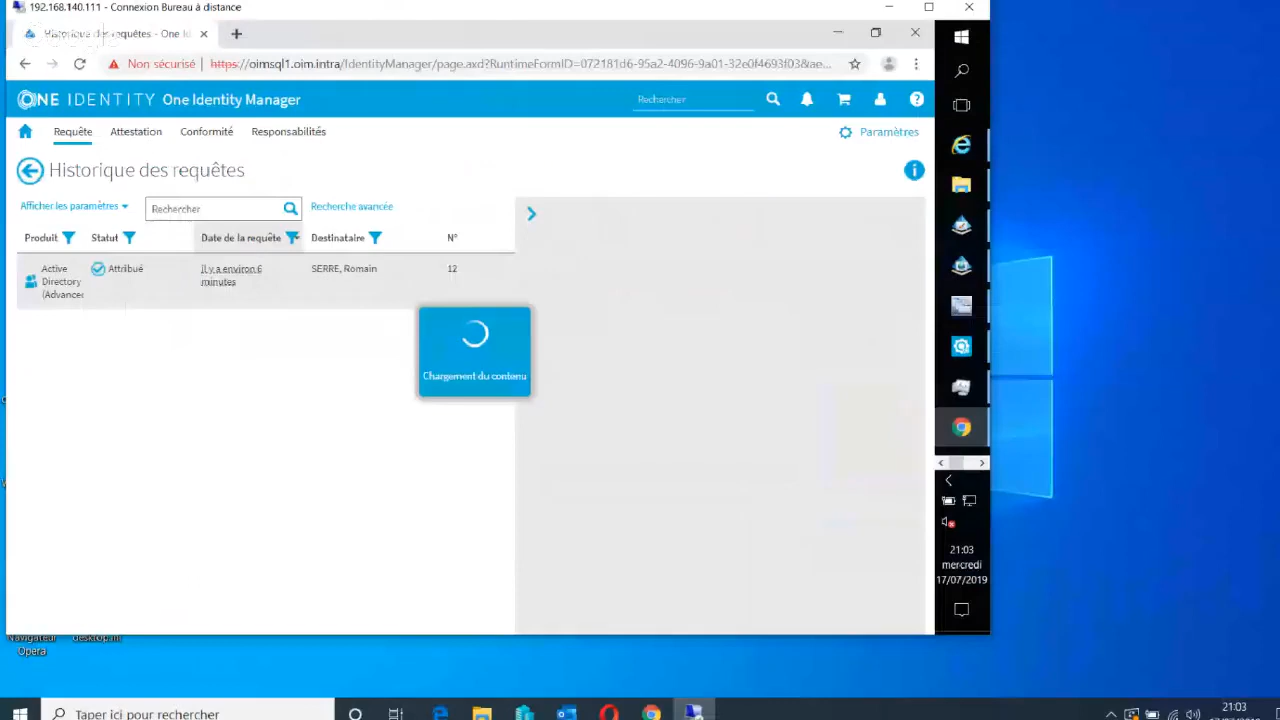 192.168.140.111 - Connexion Bureau à distance
Historique des requêtes - One Id
Non sécurisé
https://oimsql1.oim.intra/IdentityManager/page.axd?RuntimeFormID=072181d6-95a2-4096-9a01-32e0f4693f03&ae...
ONE IDENTITY One Identity Manager
Rechercher
Requête
Attestation
Conformité
Responsabilités
Paramètres
Historique des requêtes
Afficher les paramètres
Rechercher
Recherche avancée
Produit
Statut
Date de la requête
Destinataire
N°
Active
Directory
(Advanced
Attribué
Il y a environ 6
minutes
SERRE, Romain
12
Chargement du contenu
21:03
mercredi
17/07/2019
Navigateur
Opera
desktop.ini
Taper ici pour rechercher
21:03